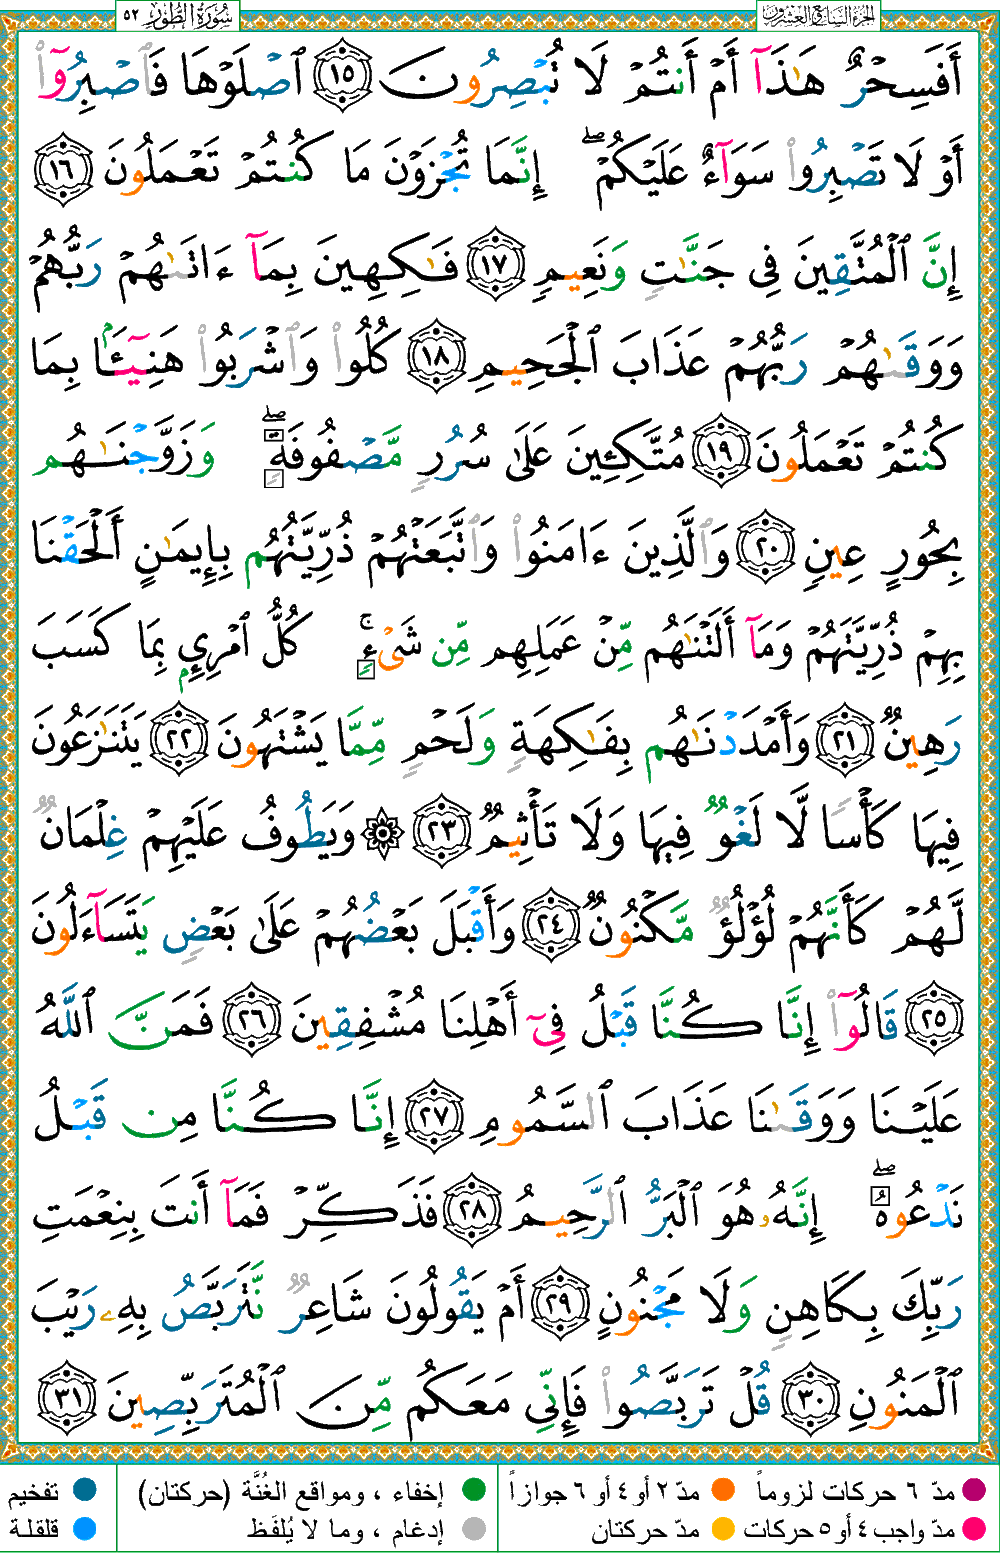 الجزء السابع والعشرون
سُورَةُ الطُّورِ ٥٢
أَفَسِحْرٌ هَٰذَآ أَمْ أَنتُمْ لَا تُبْصِرُونَ ١٥ ٱصْلَوْهَا فَٱصْبِرُوٓا۟
أَوْ لَا تَصْبِرُوا۟ سَوَآءٌ عَلَيْكُمْ ۖ إِنَّمَا تُجْزَوْنَ مَا كُنتُمْ تَعْمَلُونَ ١٦
إِنَّ ٱلْمُتَّقِينَ فِى جَنَّٰتٍ وَنَعِيمٍ ١٧ فَٰكِهِينَ بِمَآ ءَاتَىٰهُمْ رَبُّهُمْ
وَوَقَىٰهُمْ رَبُّهُمْ عَذَابَ ٱلْجَحِيمِ ١٨ كُلُوا۟ وَٱشْرَبُوا۟ هَنِيٓـًٔۢا بِمَا
كُنتُمْ تَعْمَلُونَ ١٩ مُتَّكِـِٔينَ عَلَىٰ سُرُرٍ مَّصْفُوفَةٍ ۖ وَزَوَّجْنَٰهُم
بِحُورٍ عِينٍ ٢٠ وَٱلَّذِينَ ءَامَنُوا۟ وَٱتَّبَعَتْهُمْ ذُرِّيَّتُهُم بِإِيمَٰنٍ أَلْحَقْنَا
بِهِمْ ذُرِّيَّتَهُمْ وَمَآ أَلَتْنَٰهُم مِّنْ عَمَلِهِم مِّن شَىْءٍ ۚ كُلُّ ٱمْرِئٍۭ بِمَا كَسَبَ
رَهِينٌ ٢١ وَأَمْدَدْنَٰهُم بِفَٰكِهَةٍ وَلَحْمٍ مِّمَّا يَشْتَهُونَ ٢٢ يَتَنَٰزَعُونَ
فِيهَا كَأْسًا لَّا لَغْوٌ فِيهَا وَلَا تَأْثِيمٌ ٢٣ ۞ وَيَطُوفُ عَلَيْهِمْ غِلْمَانٌ
لَّهُمْ كَأَنَّهُمْ لُؤْلُؤٌ مَّكْنُونٌ ٢٤ وَأَقْبَلَ بَعْضُهُمْ عَلَىٰ بَعْضٍ يَتَسَآءَلُونَ
٢٥ قَالُوٓا۟ إِنَّا كُنَّا قَبْلُ فِىٓ أَهْلِنَا مُشْفِقِينَ ٢٦ فَمَنَّ ٱللَّهُ
عَلَيْنَا وَوَقَىٰنَا عَذَابَ ٱلسَّمُومِ ٢٧ إِنَّا كُنَّا مِن قَبْلُ
نَدْعُوهُ ۖ إِنَّهُۥ هُوَ ٱلْبَرُّ ٱلرَّحِيمُ ٢٨ فَذَكِّرْ فَمَآ أَنتَ بِنِعْمَتِ
رَبِّكَ بِكَاهِنٍ وَلَا مَجْنُونٍ ٢٩ أَمْ يَقُولُونَ شَاعِرٌ نَّتَرَبَّصُ بِهِۦ رَيْبَ
ٱلْمَنُونِ ٣٠ قُلْ تَرَبَّصُوا۟ فَإِنِّى مَعَكُم مِّنَ ٱلْمُتَرَبِّصِينَ ٣١
مدّ ٦ حركات لزوماً مدّ ٢ أو ٤ أو ٦ جوازاً إخفاء ، ومواقع الغُنَّة (حركتان) تفخيم
مدّ واجب ٤ أو ٥ حركات مدّ حركتان إدغام ، وما لا يُلفَظ قلقلة